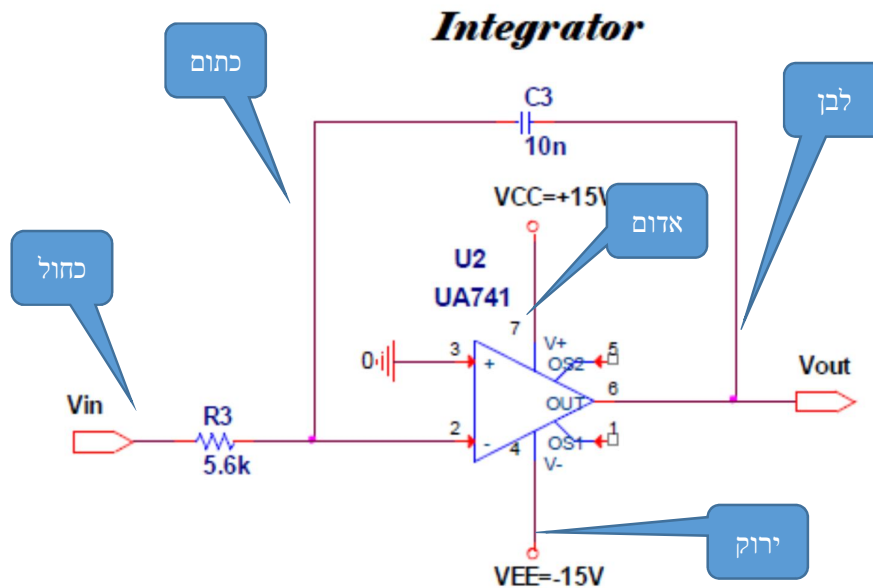 Integrator
כתום
C3
10n
לבן
VCC=+15V
אדום
כחול
U2
UA741
7
V+
5
OS2
0
3
+
6
OUT
Vout
Vin
R3
5.6k
2
-
4
OS1
1
V-
ירוק
VEE=-15V